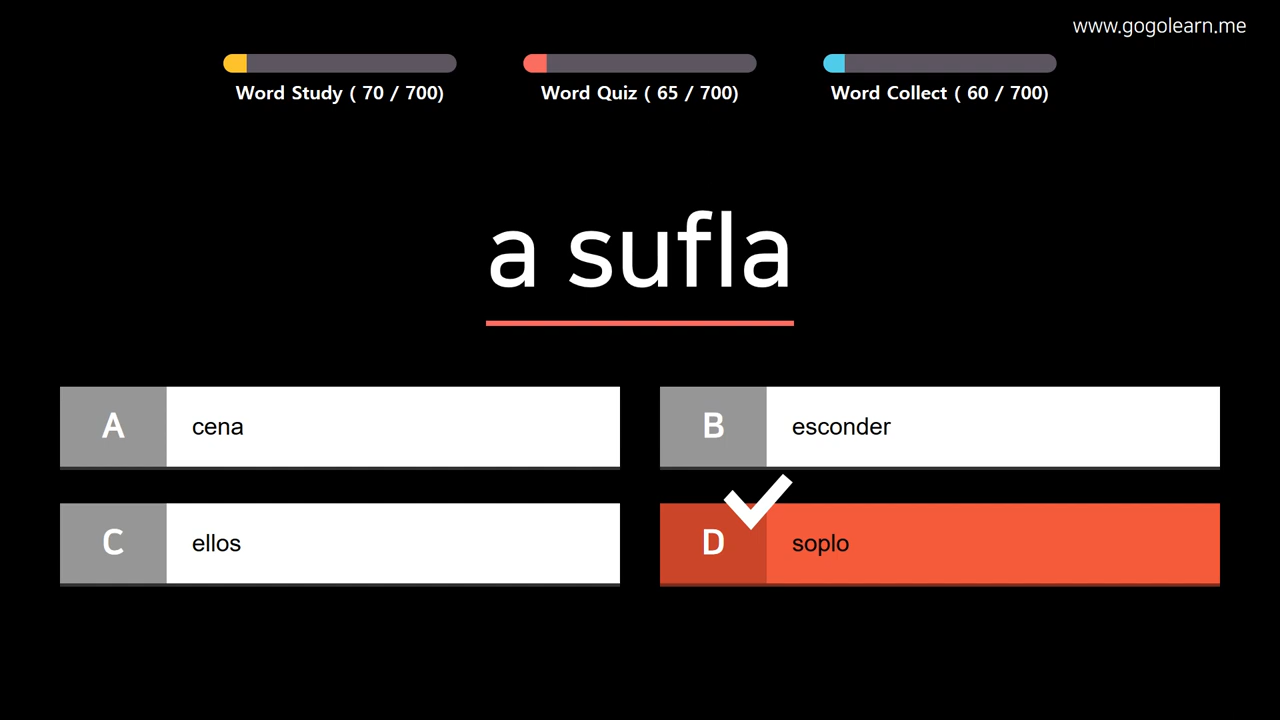 www.gogolearn.me
Word Study ( 70 / 700)
Word Quiz ( 65 / 700)
Word Collect ( 60 / 700)
a sufla
A cena
B esconder
C ellos
D soplo